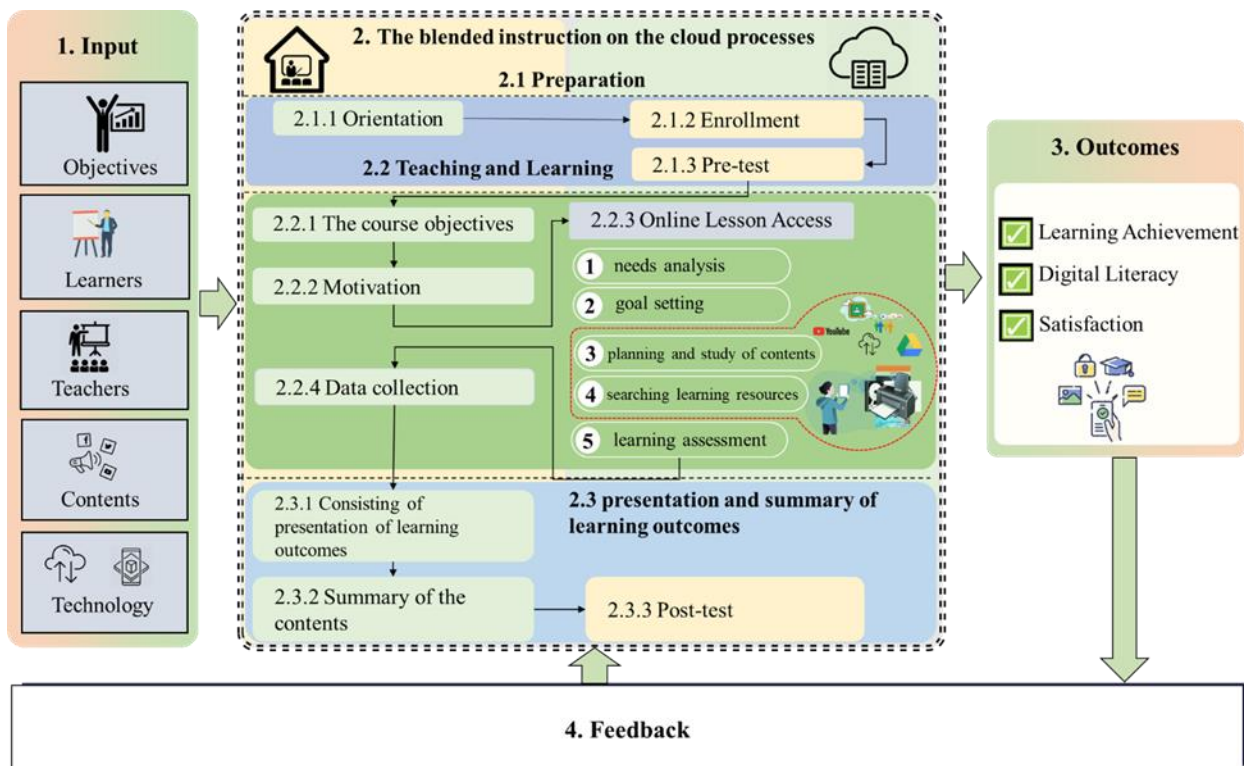 1. Input
Objectives
Learners
Teachers
Contents
Technology
2. The blended instruction on the cloud processes
2.1 Preparation
2.1.1 Orientation
2.1.2 Enrollment
2.1.3 Pre-test
2.2 Teaching and Learning
2.2.1 The course objectives
2.2.2 Motivation
2.2.3 Online Lesson Access
1 needs analysis
2 goal setting
3 planning and study of contents
4 searching learning resources
5 learning assessment
YouTube
2.2.4 Data collection
2.3 presentation and summary of
learning outcomes
2.3.1 Consisting of
presentation of learning
outcomes
2.3.2 Summary of the
contents
2.3.3 Post-test
3. Outcomes
Learning Achievement
Digital Literacy
Satisfaction
4. Feedback